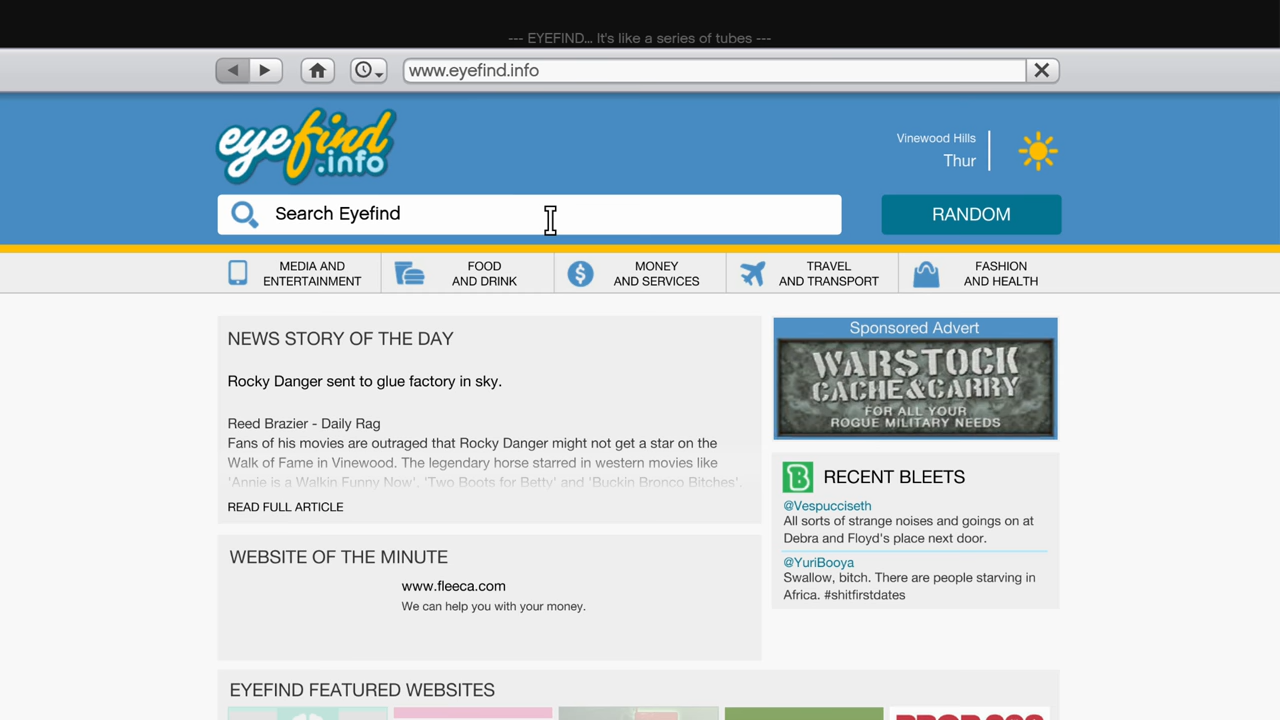 --- EYEFIND... It's like a series of tubes ---
www.eyefind.info
eyefind
.info
Vinewood Hills
Thur
Search Eyefind
RANDOM
MEDIA AND
ENTERTAINMENT
FOOD
AND DRINK
MONEY
AND SERVICES
TRAVEL
AND TRANSPORT
FASHION
AND HEALTH
NEWS STORY OF THE DAY
Rocky Danger sent to glue factory in sky.
Reed Brazier - Daily Rag
Fans of his movies are outraged that Rocky Danger might not get a star on the
Walk of Fame in Vinewood. The legendary horse starred in western movies like
'Annie is a Walkin Funny Now', 'Two Boots for Betty' and 'Buckin Bronco Bitches'.
READ FULL ARTICLE
WEBSITE OF THE MINUTE
www.fleeca.com
We can help you with your money.
Sponsored Advert
WARSTOCK
CACHE&CARRY
FOR ALL YOUR
ROGUE MILITARY NEEDS
RECENT BLEETS
@Vespucciseth
All sorts of strange noises and goings on at
Debra and Floyd's place next door.
@YuriBooya
Swallow, bitch. There are people starving in
Africa. #shitfirstdates
EYEFIND FEATURED WEBSITES